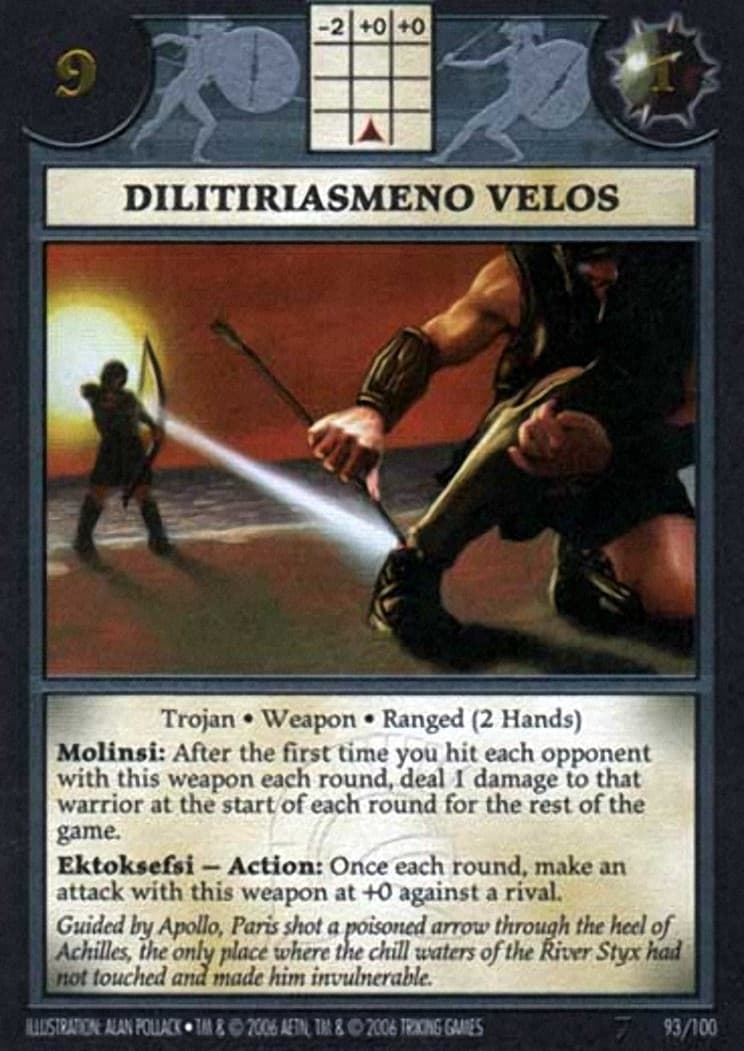 -2 +0 +0
9
1
DILITIRIASMENO VELOS
Trojan • Weapon • Ranged (2 Hands)
Molinsi: After the first time you hit each opponent
with this weapon each round, deal 1 damage to that
warrior at the start of each round for the rest of the
game.
Ektoksefsi – Action: Once each round, make an
attack with this weapon at +0 against a rival.
Guided by Apollo, Paris shot a poisoned arrow through the heel of
Achilles, the only place where the chill waters of the River Styx had
not touched and made him invulnerable.
ILLUSTRATION: ALAN POLLACK • TM & © 2006 AETN, TM & © 2006 TRIKING GAMES 7 93/100